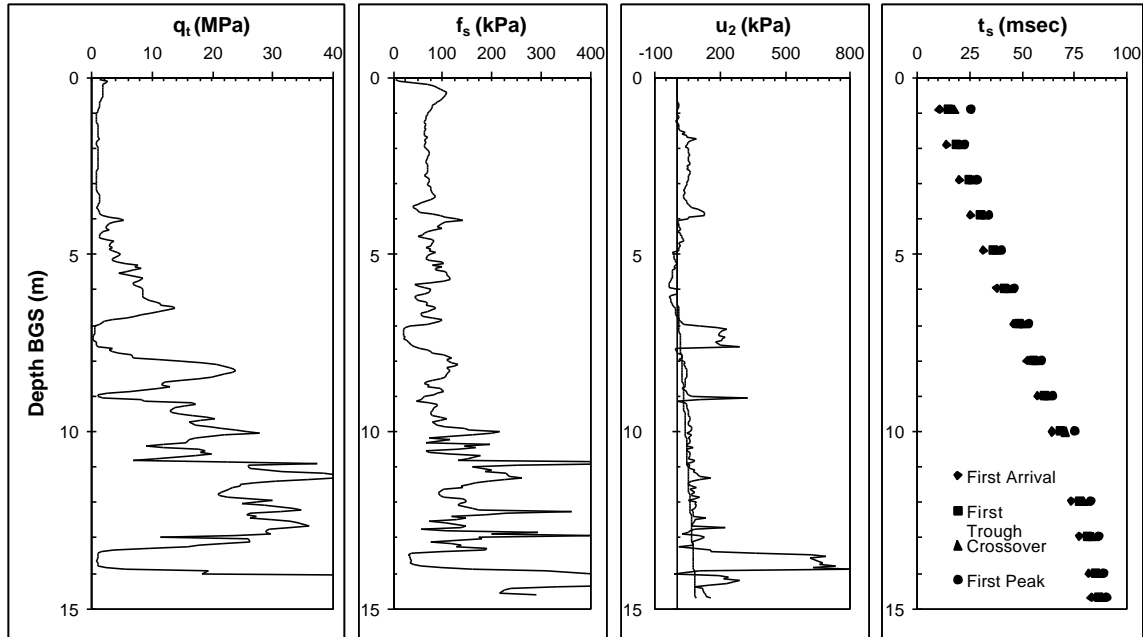 qt (MPa)
0 10 20 30 40
fs (kPa)
0 100 200 300 400
u2 (kPa)
-100 200 500 800
ts (msec)
0 25 50 75 100
Depth BGS (m)
0
5
10
15
0
5
10
15
0
5
10
15
0
5
10
15
First Arrival
First
Trough
Crossover
First Peak